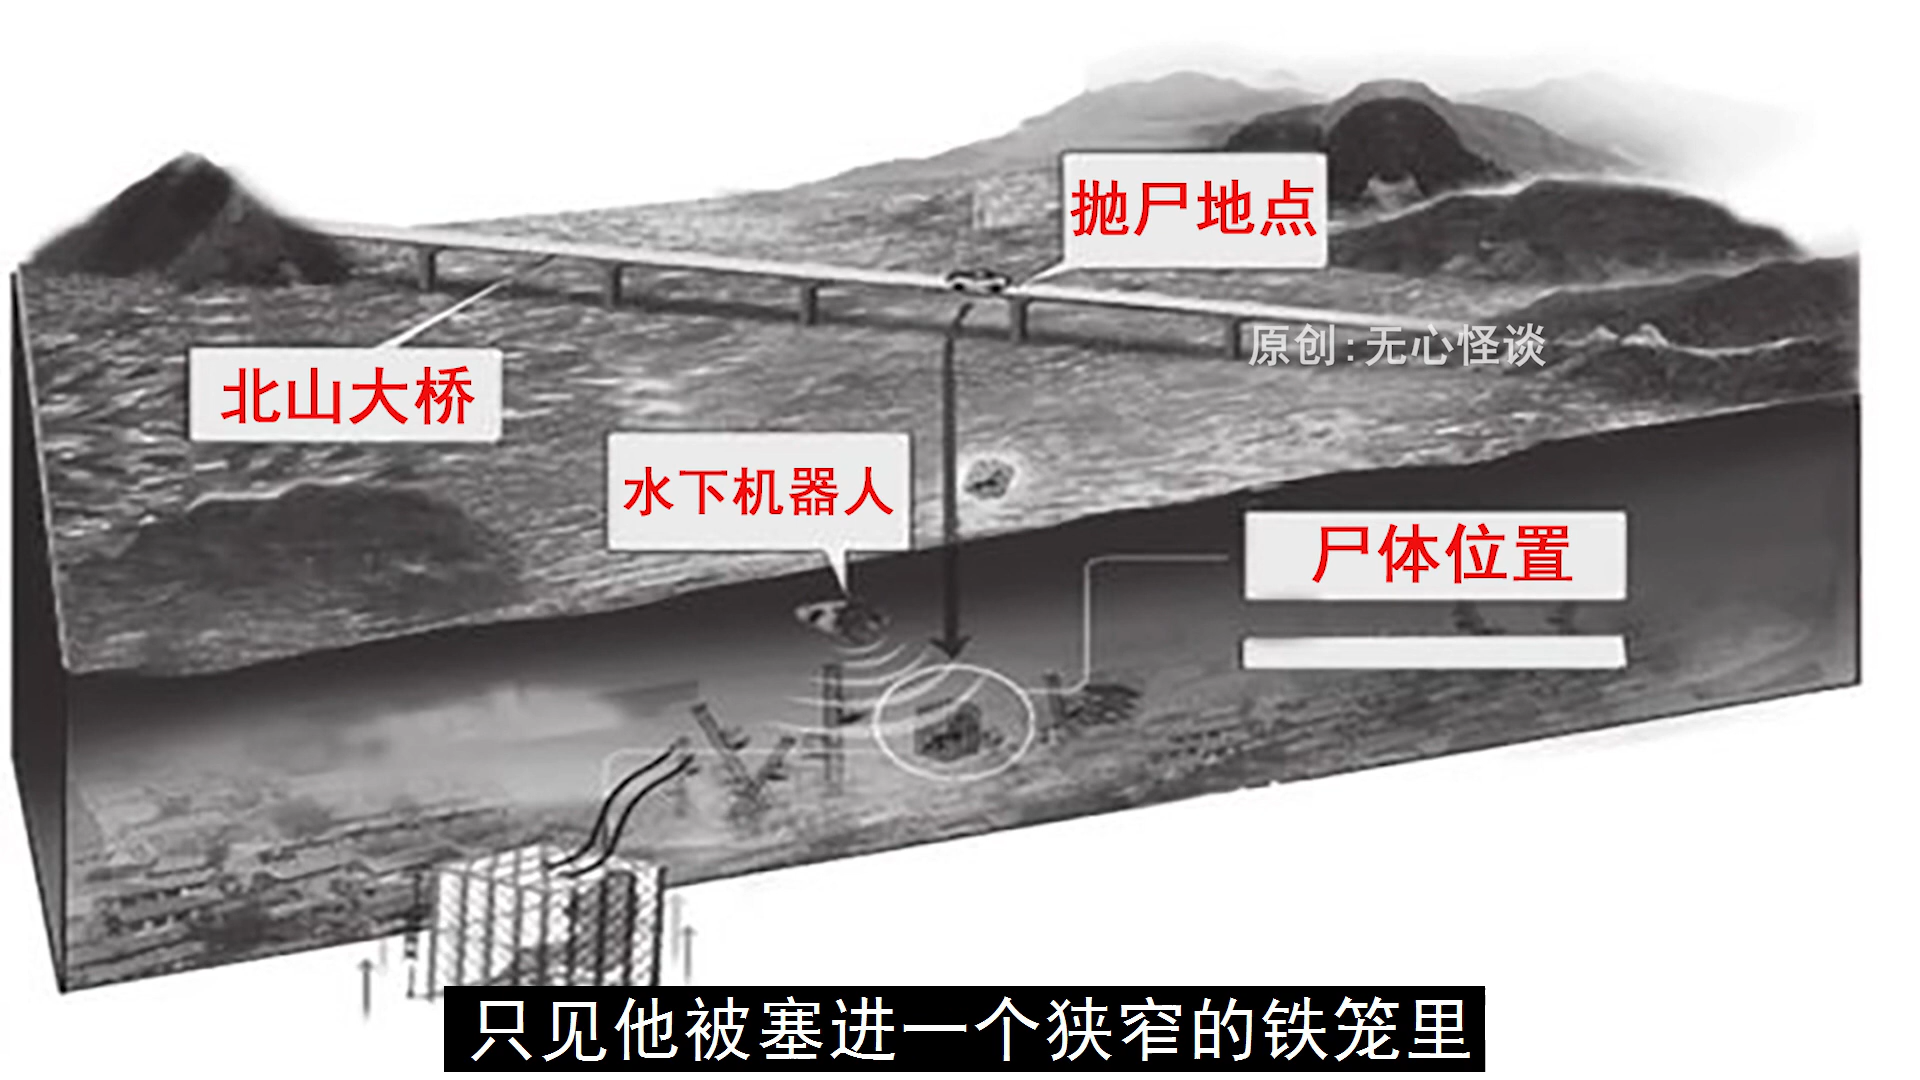 抛尸地点
原创:无心怪谈
北山大桥
水下机器人
尸体位置
只见他被塞进一个狭窄的铁笼里